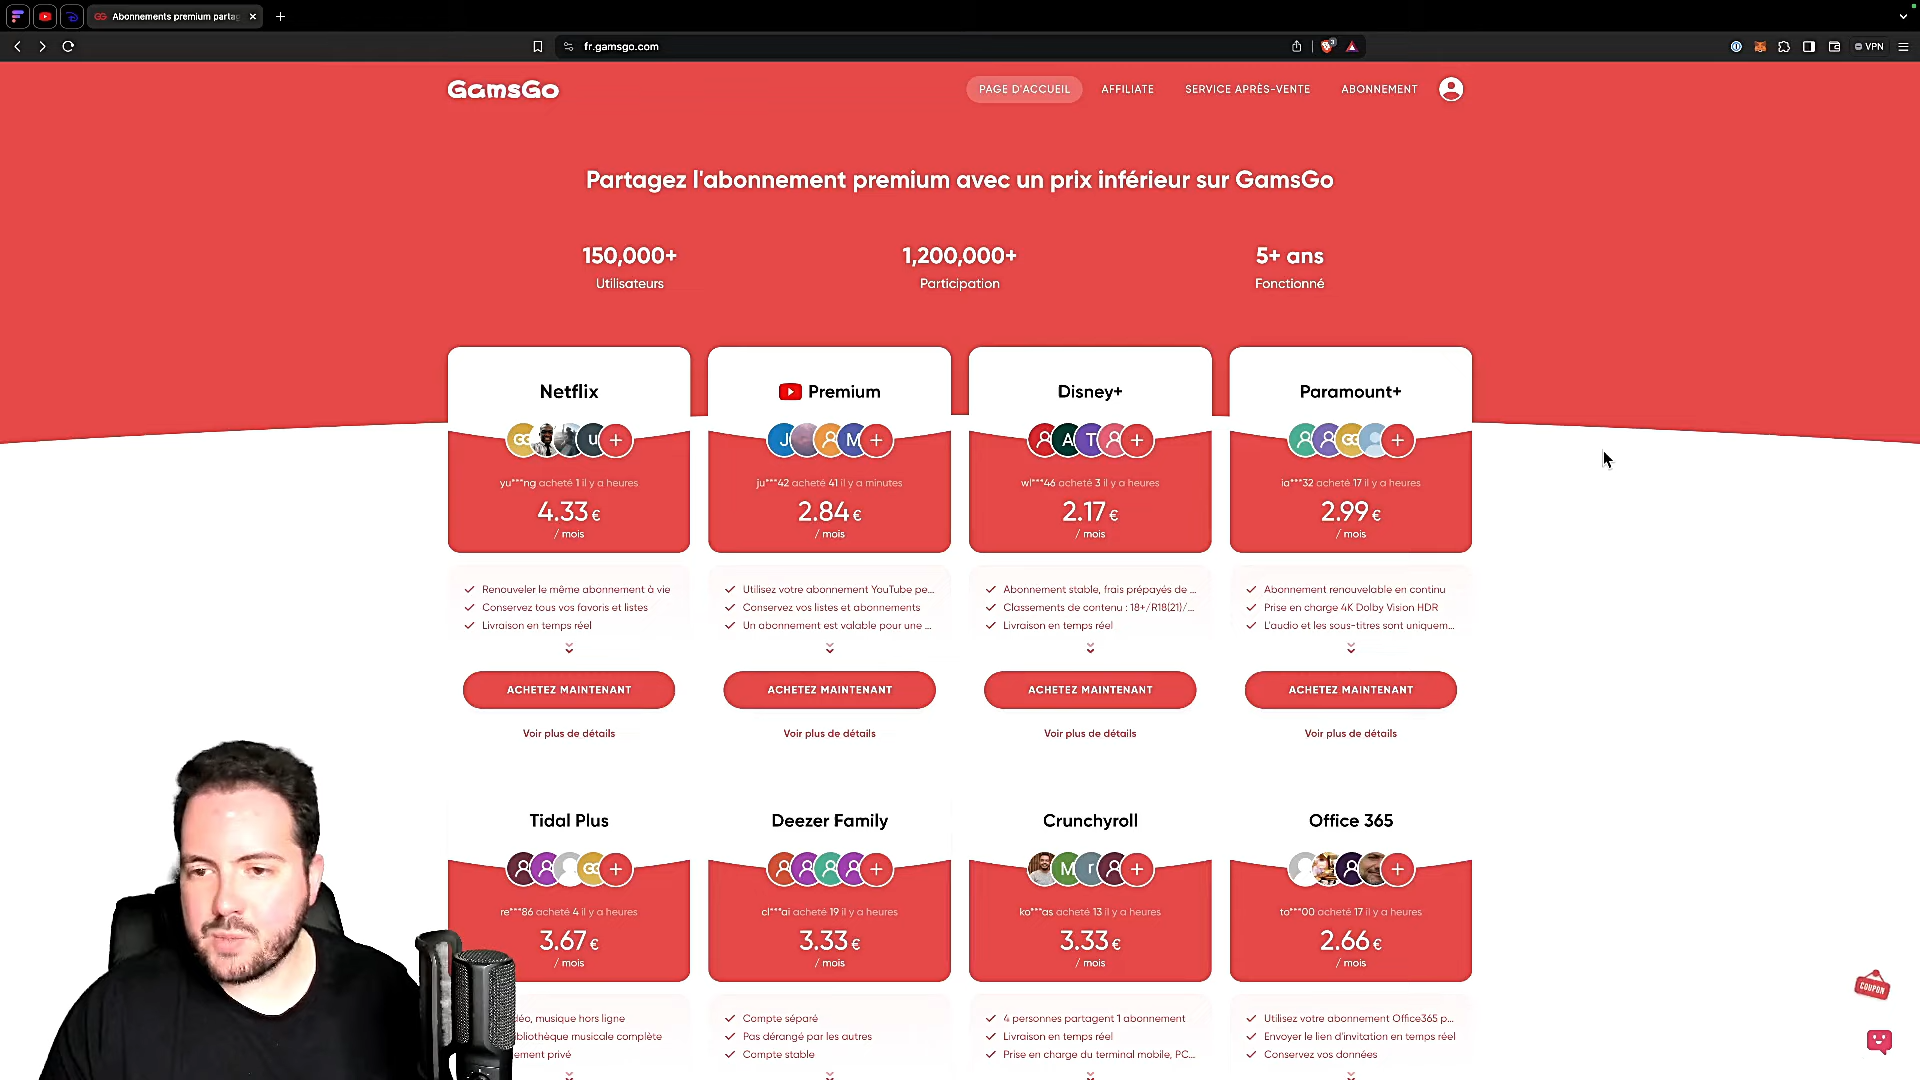 Abonnements premium partag
fr.gamsgo.com
3
VPN
GamsGo
PAGE D'ACCUEIL
AFFILIATE
SERVICE APRÈS-VENTE
ABONNEMENT
Partagez l'abonnement premium avec un prix inférieur sur GamsGo
150,000+
Utilisateurs
1,200,000+
Participation
5+ ans
Fonctionné
Netflix
GG
u
yu***ng acheté 1 il y a heures
4.33 €
/ mois
Renouveler le même abonnement à vie
Conservez tous vos favoris et listes
Livraison en temps réel
ACHETEZ MAINTENANT
Voir plus de détails
Premium
J
M
ju***42 acheté 41 il y a minutes
2.84 €
/ mois
Utilisez votre abonnement YouTube pe...
Conservez vos listes et abonnements
Un abonnement est valable pour une ...
ACHETEZ MAINTENANT
Voir plus de détails
Disney+
A
T
wl***46 acheté 3 il y a heures
2.17 €
/ mois
Abonnement stable, frais prépayés de ...
Classements de contenu : 18+/R18(21)/...
Livraison en temps réel
ACHETEZ MAINTENANT
Voir plus de détails
Paramount+
GG
ia***32 acheté 17 il y a heures
2.99 €
/ mois
Abonnement renouvelable en continu
Prise en charge 4K Dolby Vision HDR
L'audio et les sous-titres sont uniquem...
ACHETEZ MAINTENANT
Voir plus de détails
Tidal Plus
GG
re***86 acheté 4 il y a heures
3.67 €
/ mois
déo, musique hors ligne
bibliothèque musicale complète
ement privé
Deezer Family
cl***ai acheté 19 il y a heures
3.33 €
/ mois
Compte séparé
Pas dérangé par les autres
Compte stable
Crunchyroll
M
r
ko***as acheté 13 il y a heures
3.33 €
/ mois
4 personnes partagent 1 abonnement
Livraison en temps réel
Prise en charge du terminal mobile, PC...
Office 365
to***00 acheté 17 il y a heures
2.66 €
/ mois
Utilisez votre abonnement Office365 p...
Envoyer le lien d'invitation en temps réel
Conservez vos données
COUPON